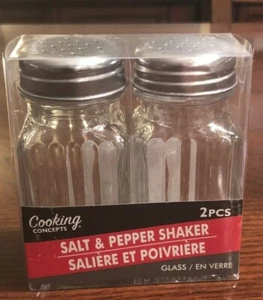 Cooking
CONCEPTS
2PCS
SALT & PEPPER SHAKER
SALIÈRE ET POIVRIÈRE
GLASS / EN VERRE